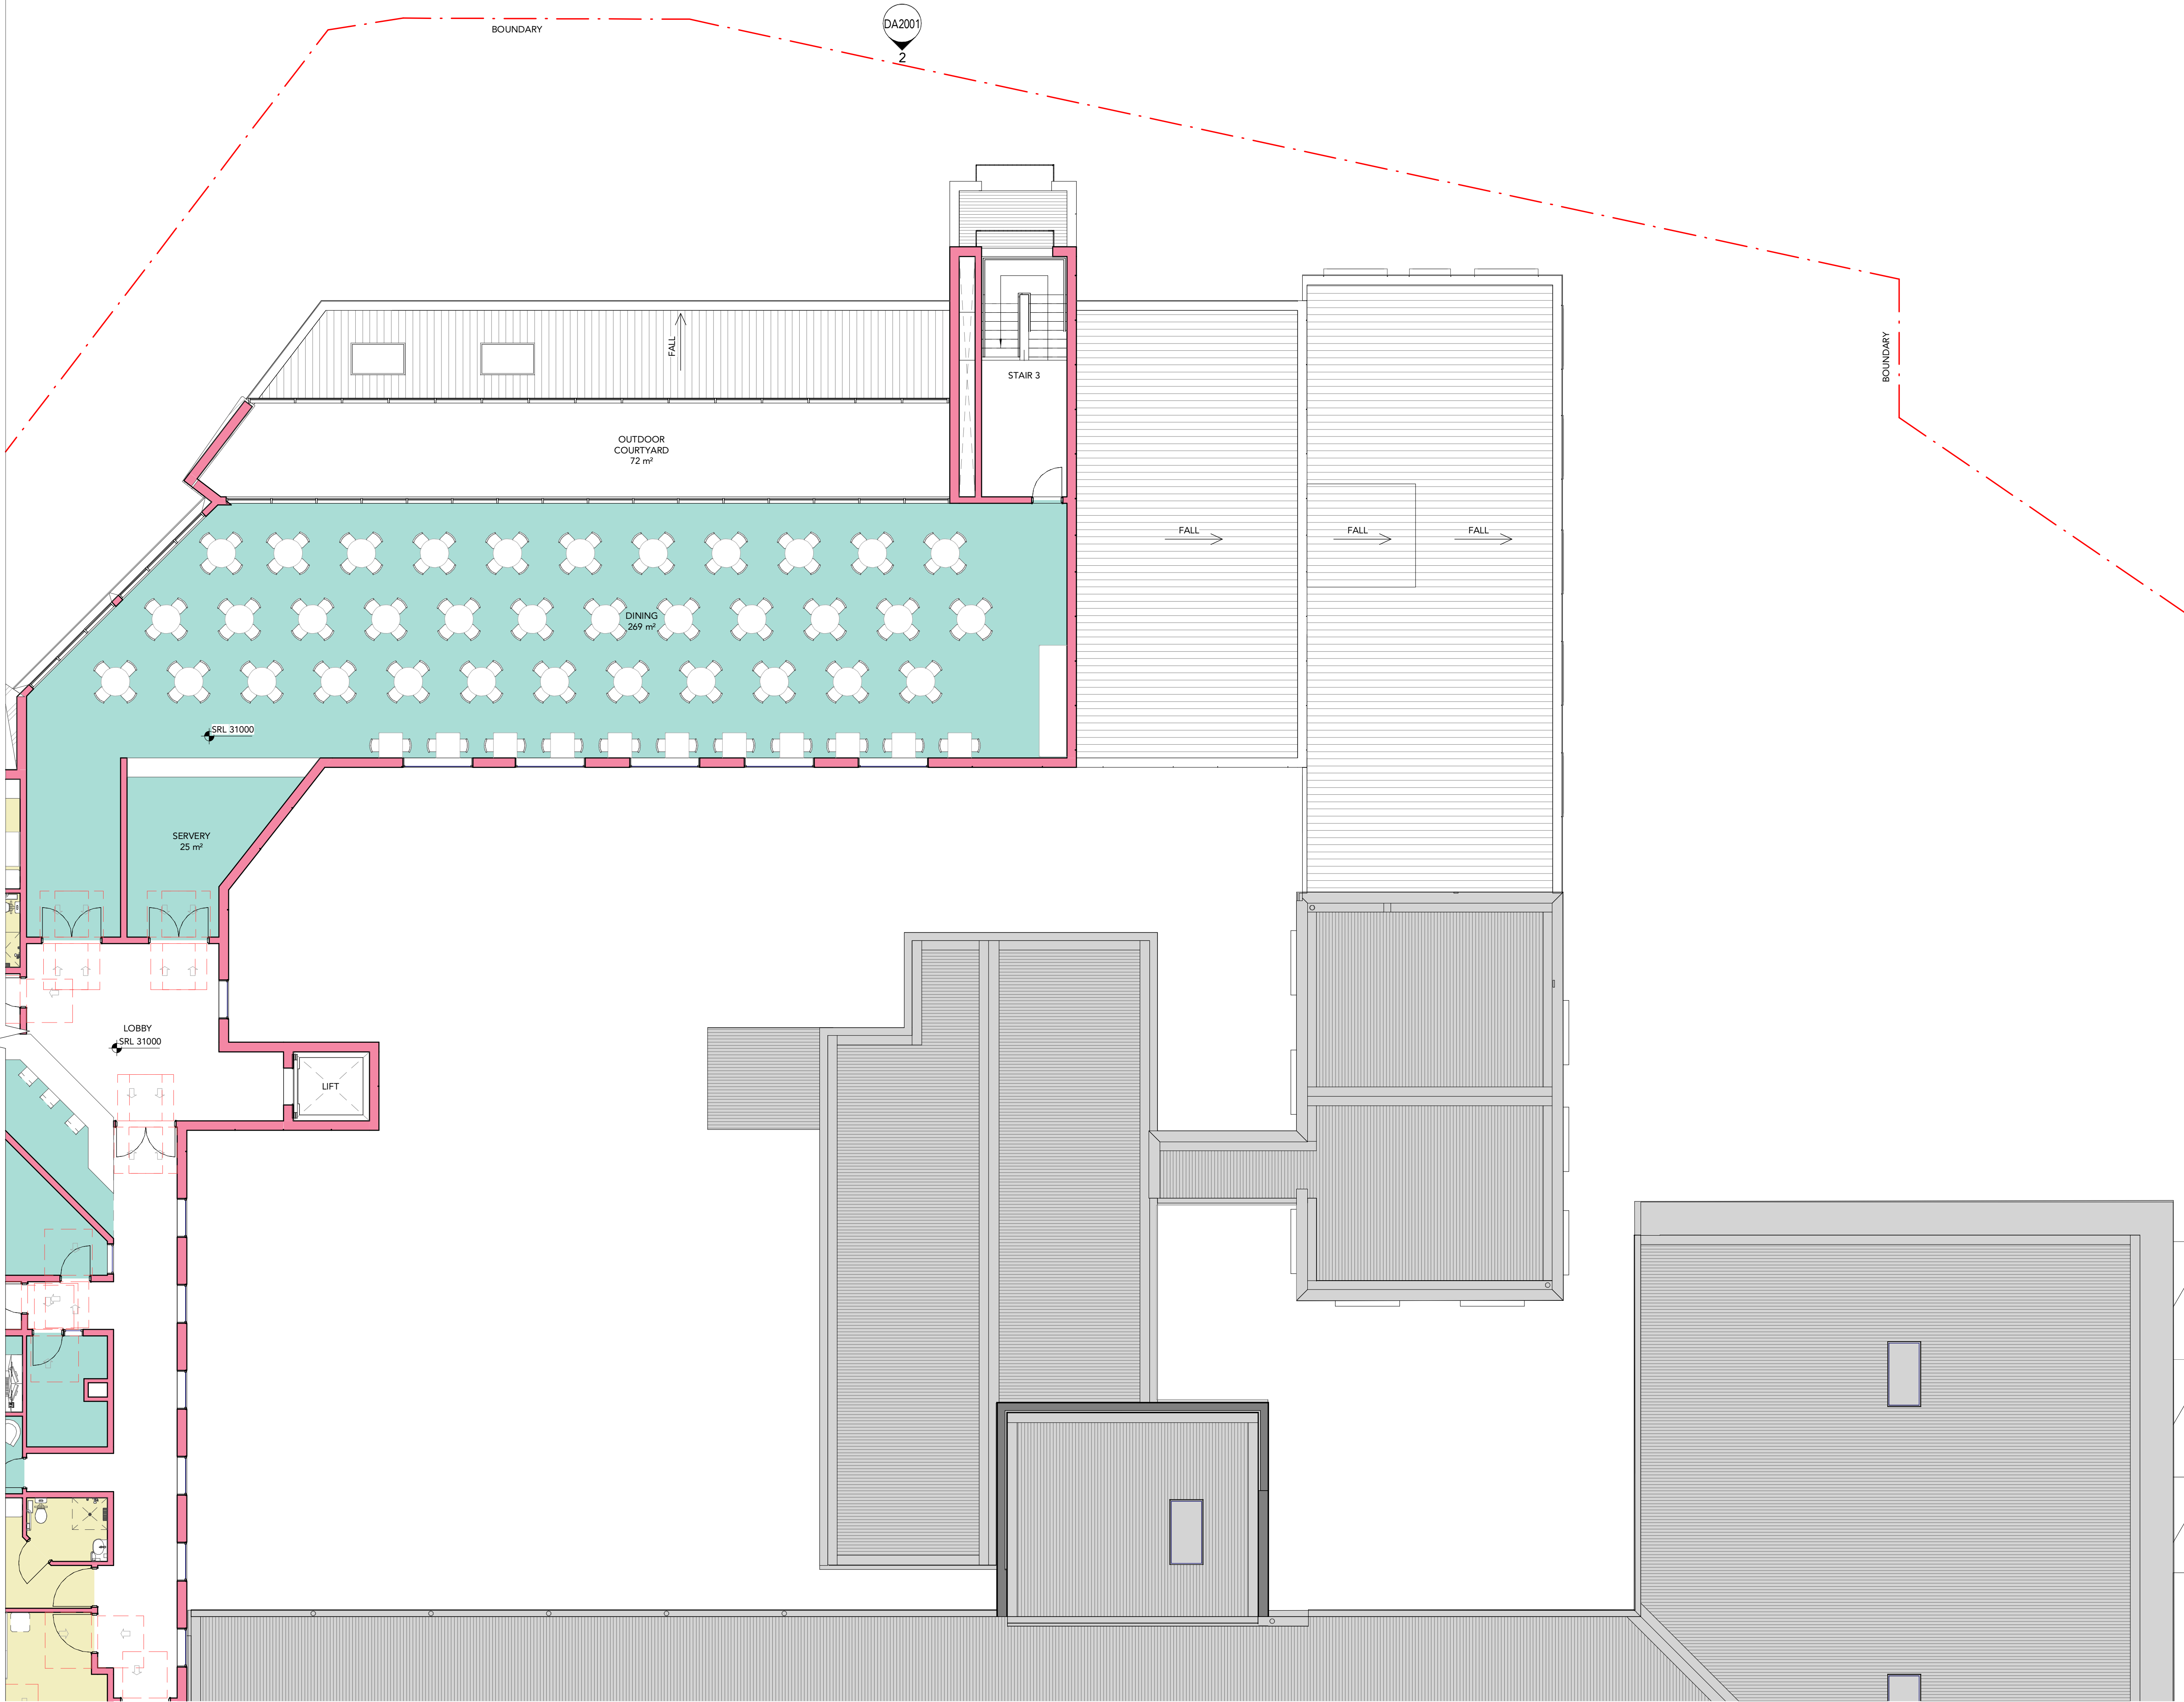 DA2001
2
BOUNDARY
BOUNDARY
FALL
STAIR 3
OUTDOOR
COURTYARD
72 m²
FALL
FALL
FALL
DINING
269 m²
SRL 31000
SERVERY
25 m²
LOBBY
SRL 31000
LIFT